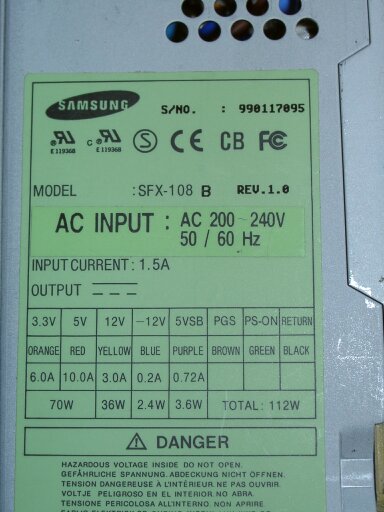 SAMSUNG
S/NO. : 990117095
E119368 E119368 S CE CB FC
MODEL :SFX-108 B REV.1.0
AC INPUT : AC 200~240V
50 / 60 Hz
INPUT CURRENT : 1.5A
OUTPUT
3.3V 5V 12V -12V 5VSB PGS PS-ON RETURN
ORANGE RED YELLOW BLUE PURPLE BROWN GREEN BLACK
6.0A 10.0A 3.0A 0.2A 0.72A
70W 36W 2.4W 3.6W TOTAL: 112W
DANGER
HAZARDOUS VOLTAGE INSIDE DO NOT OPEN.
GEFÄHRLICHE SPANNUNG. ABDECKUNG NICHT ÖFFNEN.
TENSION DANGEREUSE À L'INTÉRIEUR NE PAS OUVRIR.
VOLTJE PELIGROSO EN EL INTERIOR NO ABRA.
TENSIONE PERICOLOSA ALL'INTERNO NON APRIRE